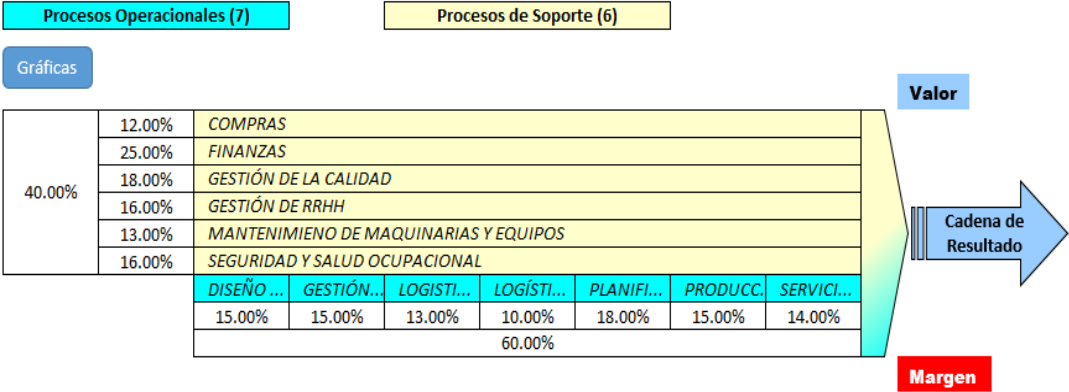 Procesos Operacionales (7)
Procesos de Soporte (6)
Gráficas
Valor
40.00%
12.00% COMPRAS
25.00% FINANZAS
18.00% GESTIÓN DE LA CALIDAD
16.00% GESTIÓN DE RRHH
13.00% MANTENIMIENO DE MAQUINARIAS Y EQUIPOS
16.00% SEGURIDAD Y SALUD OCUPACIONAL
Cadena de
Resultado
DISEÑO ... GESTIÓN... LOGISTI... LOGÍSTI... PLANIFI... PRODUCC. SERVICI...
15.00% 15.00% 13.00% 10.00% 18.00% 15.00% 14.00%
60.00%
Margen